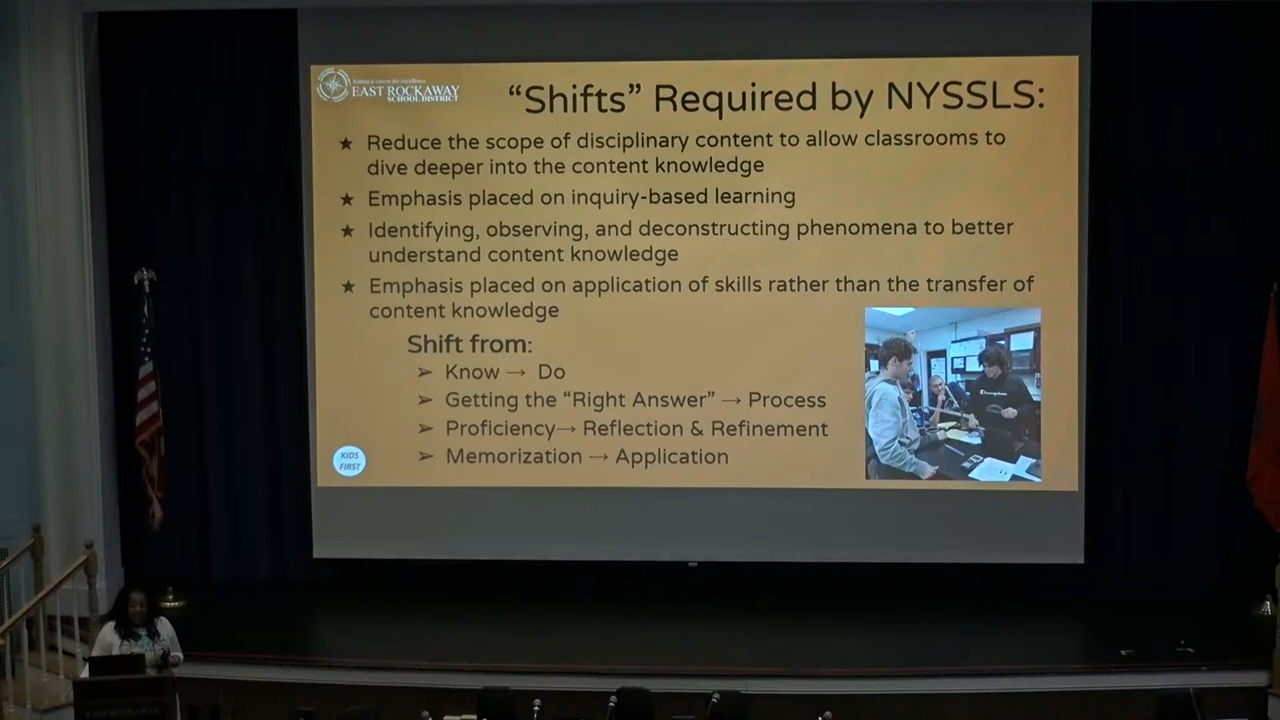 EAST ROCKAWAY
SCHOOL DISTRICT
“Shifts” Required by NYSSLS:
★ Reduce the scope of disciplinary content to allow classrooms to
dive deeper into the content knowledge
★ Emphasis placed on inquiry-based learning
★ Identifying, observing, and deconstructing phenomena to better
understand content knowledge
★ Emphasis placed on application of skills rather than the transfer of
content knowledge
Shift from:
➢ Know → Do
➢ Getting the “Right Answer” → Process
➢ Proficiency→ Reflection & Refinement
➢ Memorization → Application
KIDS
FIRST
Champion